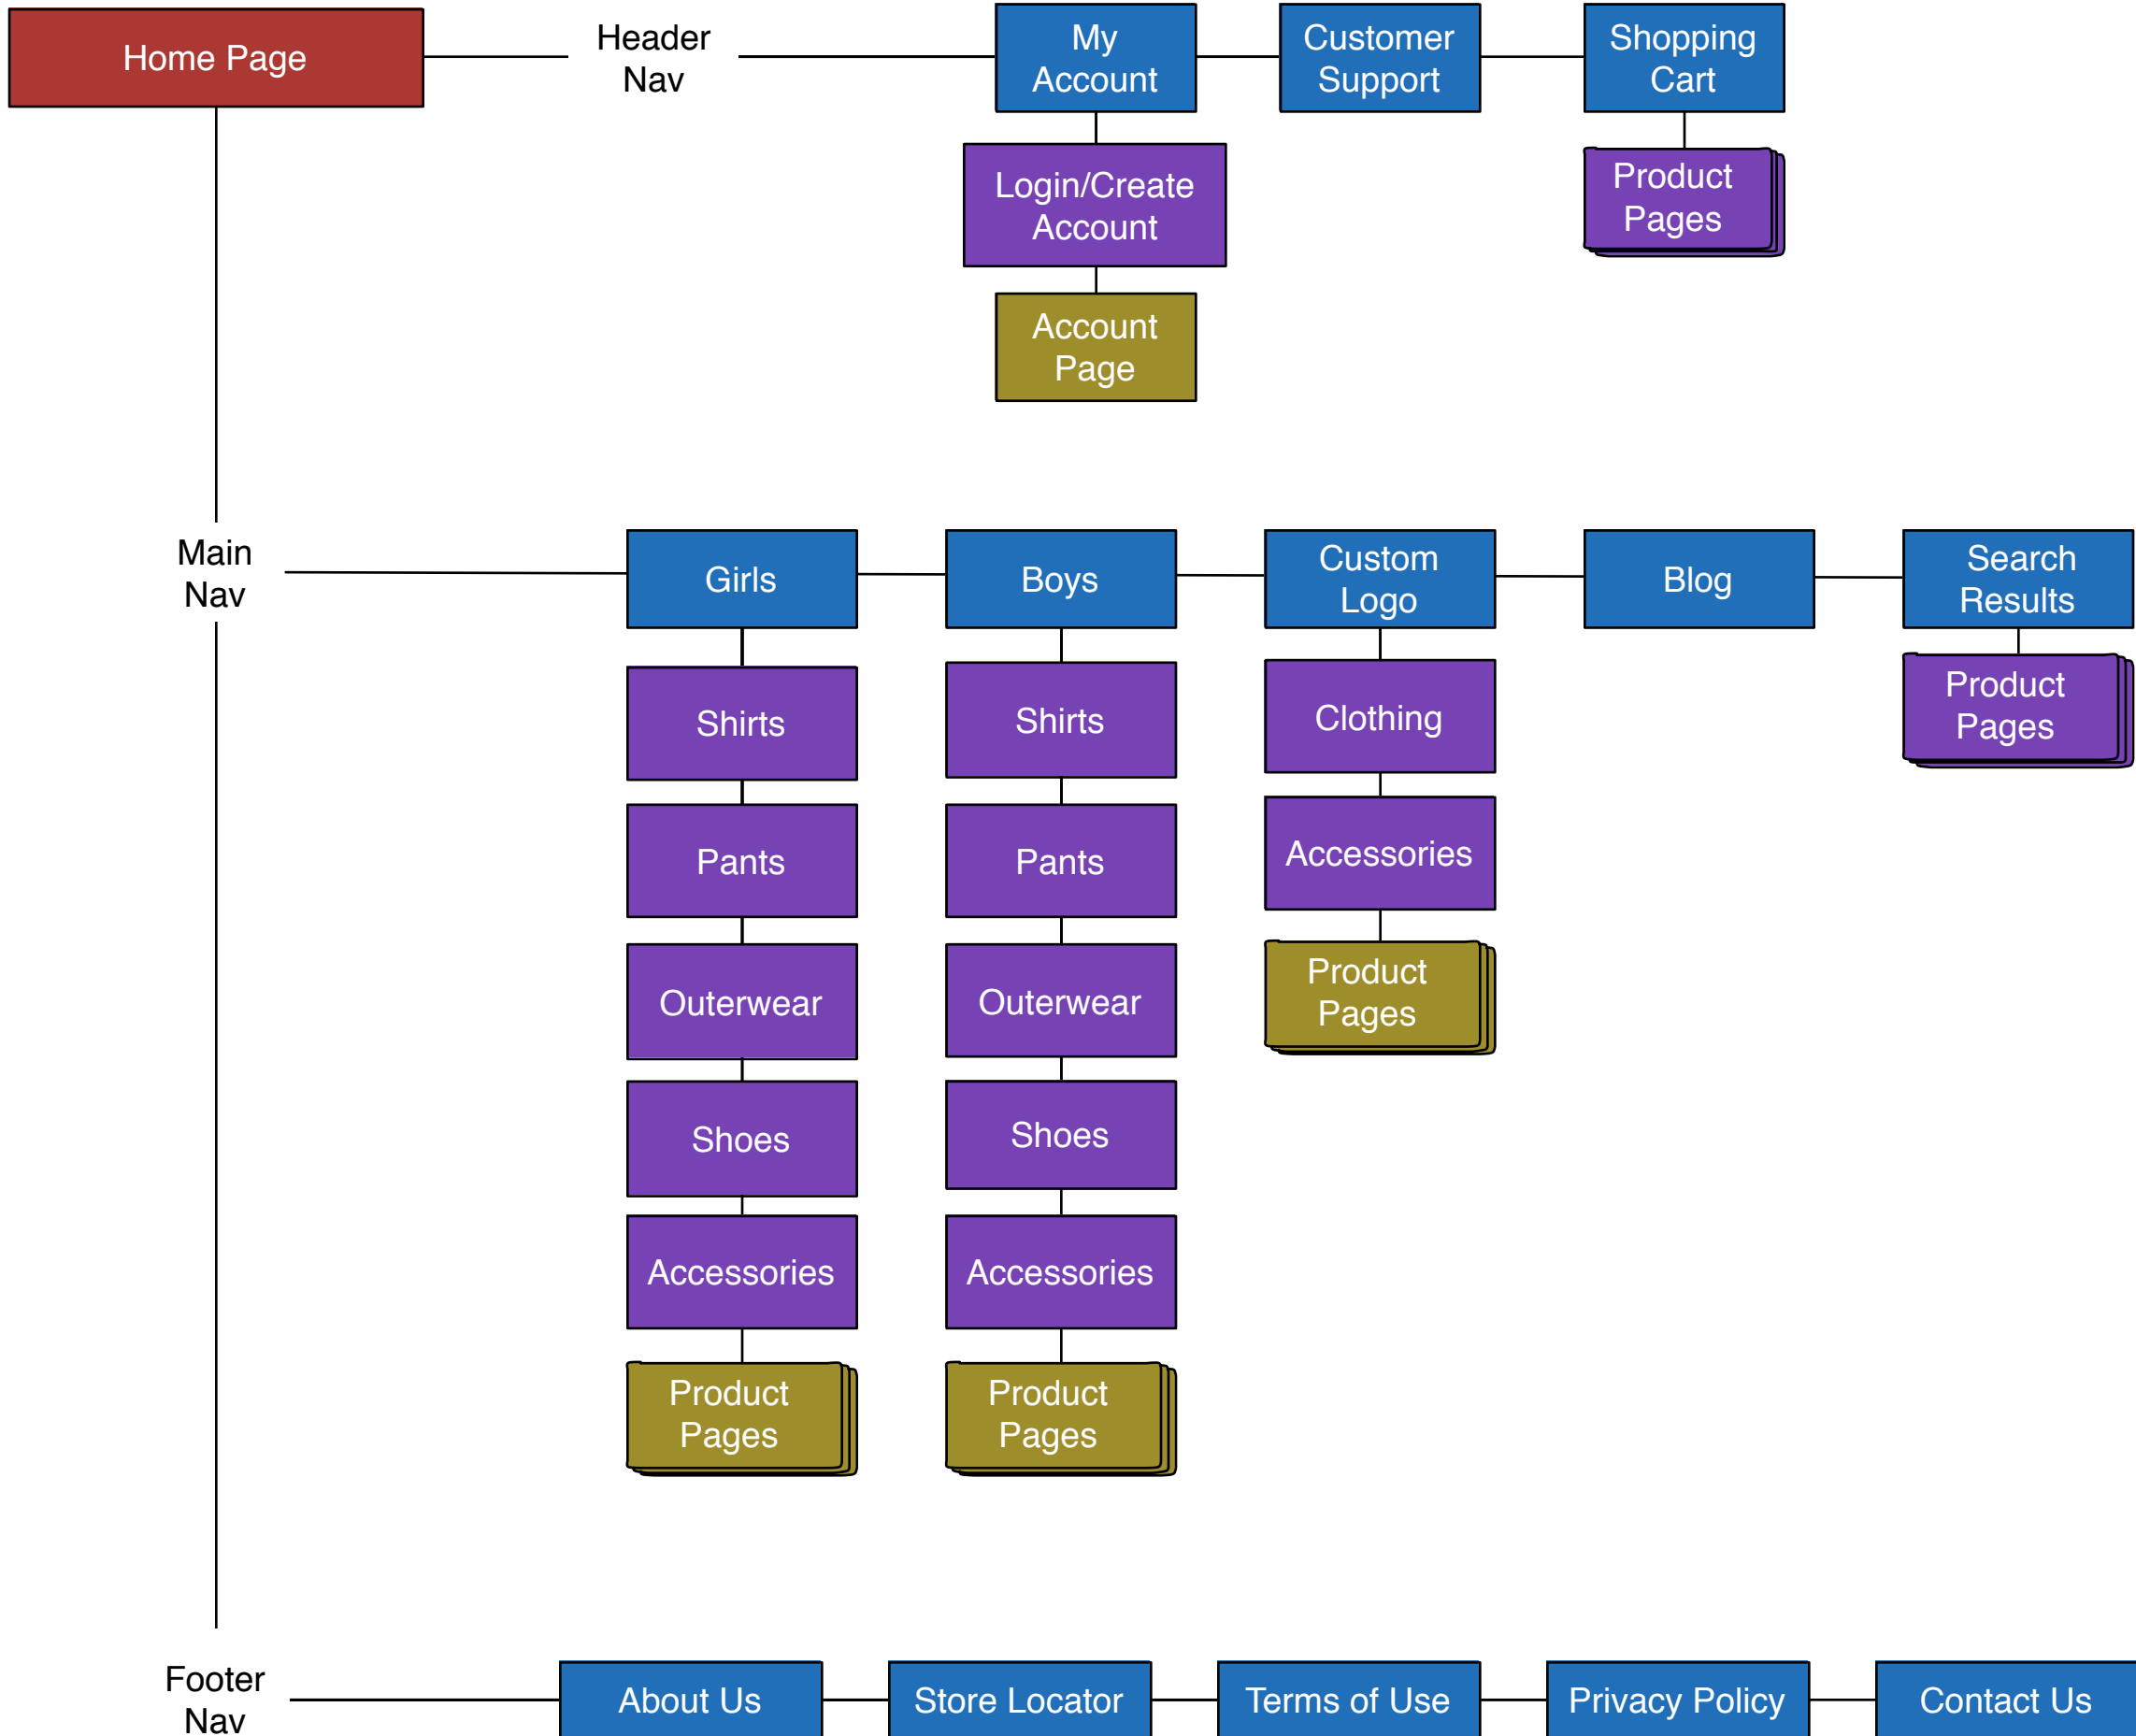 Home Page
Header
Nav
My
Account
Customer
Support
Shopping
Cart
Login/Create
Account
Product
Pages
Account
Page
Main
Nav
Girls
Boys
Custom
Logo
Blog
Search
Results
Shirts
Pants
Outerwear
Shoes
Accessories
Product
Pages
Shirts
Pants
Outerwear
Shoes
Accessories
Product
Pages
Clothing
Accessories
Product
Pages
Product
Pages
Footer
Nav
About Us
Store Locator
Terms of Use
Privacy Policy
Contact Us